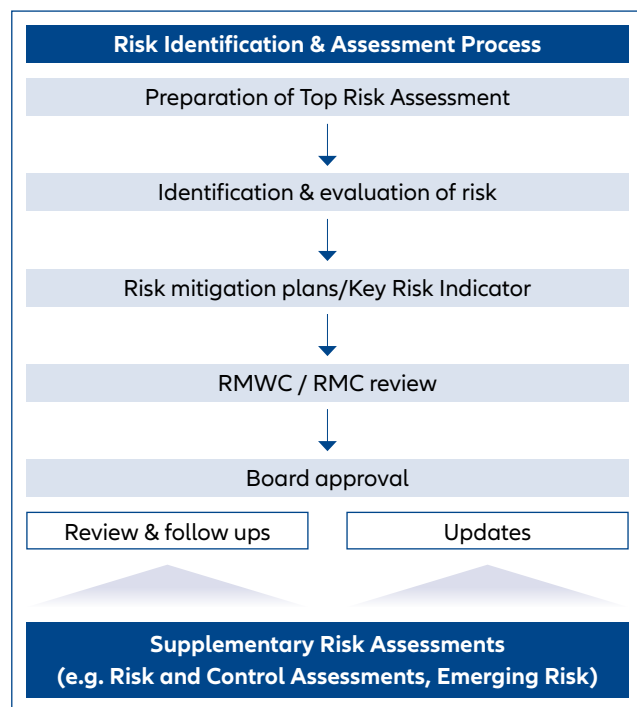 Risk Identification & Assessment Process
Preparation of Top Risk Assessment
Identification & evaluation of risk
Risk mitigation plans/Key Risk Indicator
RMWC / RMC review
Board approval
Review & follow ups
Updates
Supplementary Risk Assessments
(e.g. Risk and Control Assessments, Emerging Risk)